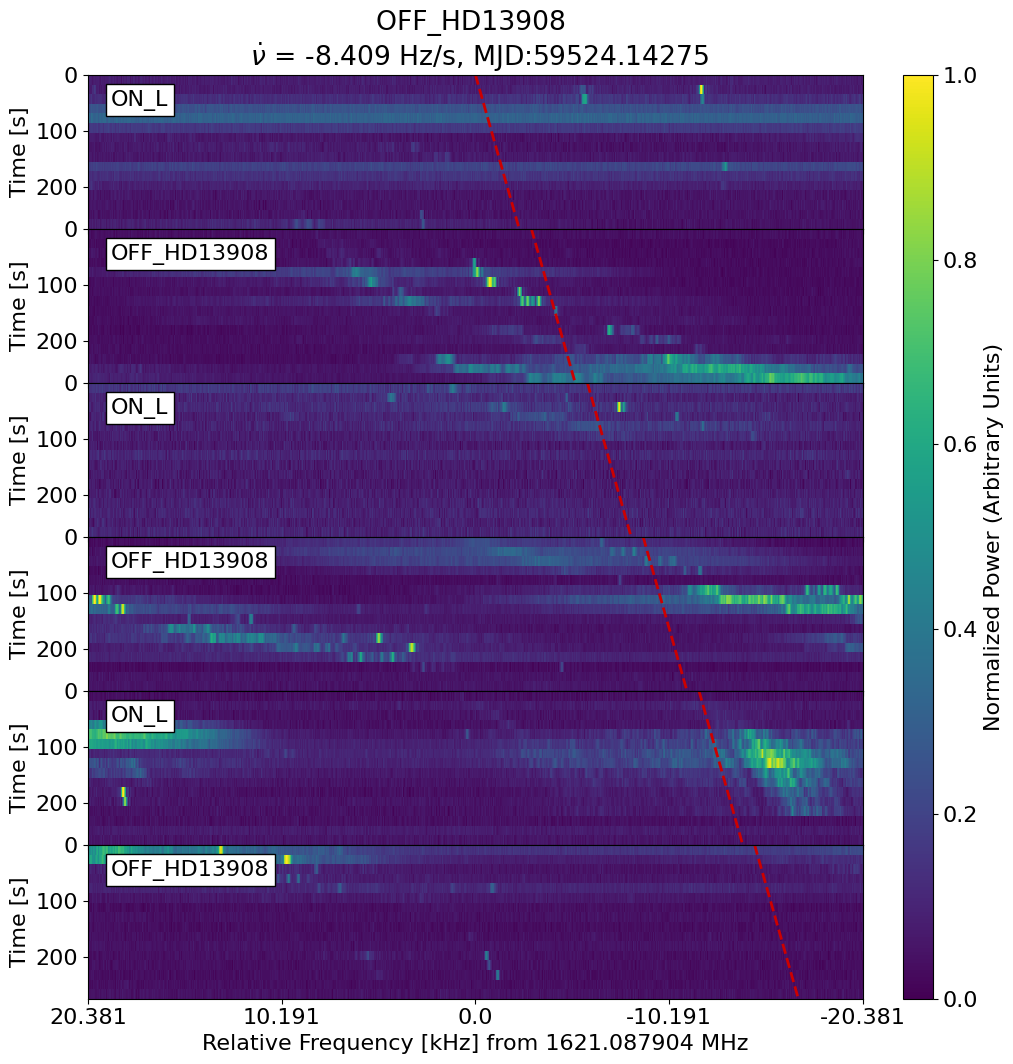 OFF_HD13908
ν̇ = -8.409 Hz/s, MJD:59524.14275
0
ON_L
100
200
Time [s]
0
OFF_HD13908
100
200
Time [s]
0
ON_L
100
200
Time [s]
0
OFF_HD13908
100
200
Time [s]
0
ON_L
100
200
Time [s]
0
OFF_HD13908
100
200
Time [s]
20.381 10.191 0.0 -10.191 -20.381
Relative Frequency [kHz] from 1621.087904 MHz
1.0
0.8
0.6
0.4
0.2
0.0
Normalized Power (Arbitrary Units)